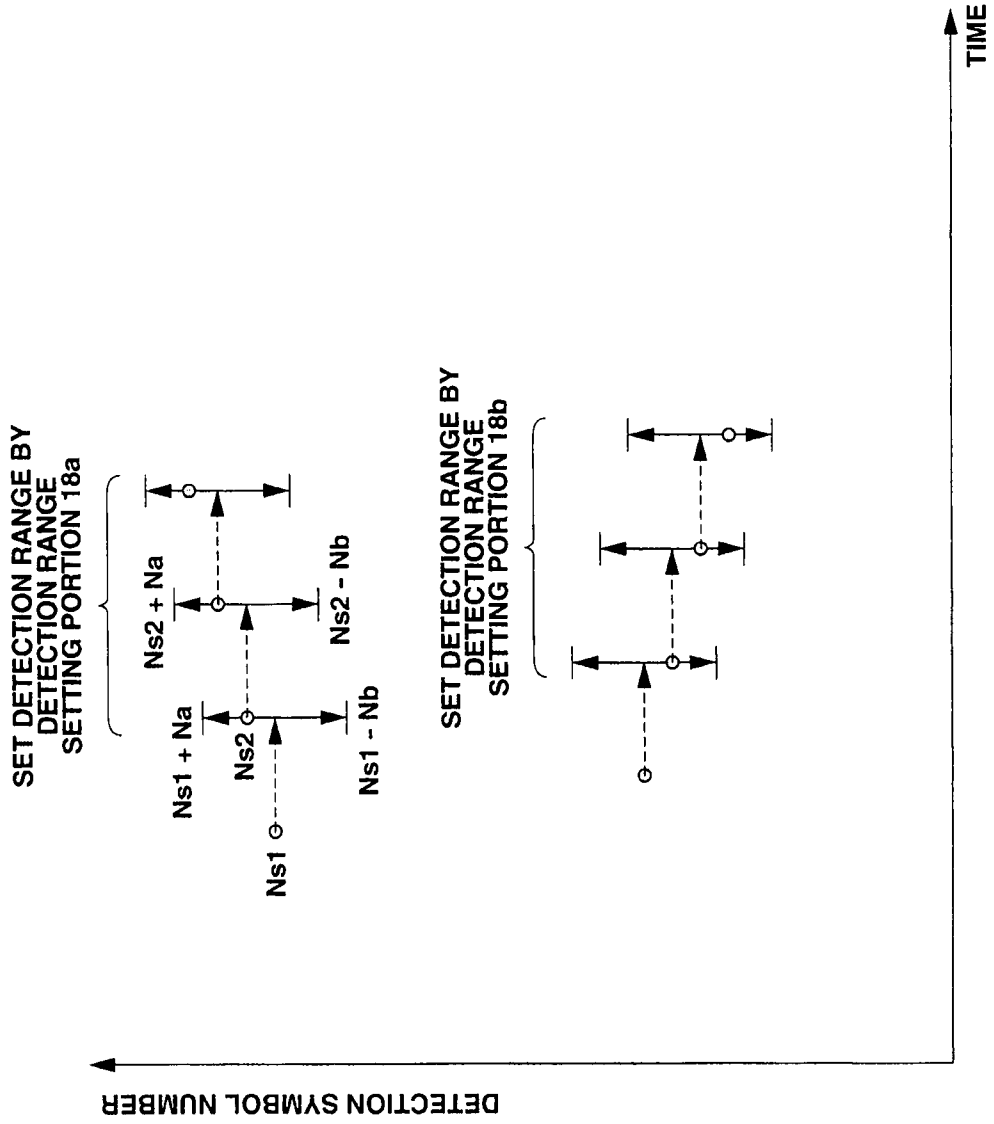 SET DETECTION RANGE BY
DETECTION RANGE
SETTING PORTION 18a
Ns1 + Na
Ns2 + Na
Ns2
Ns1
Ns1 - Nb
Ns2 - Nb
SET DETECTION RANGE BY
DETECTION RANGE
SETTING PORTION 18b
DETECTION SYMBOL NUMBER
TIME